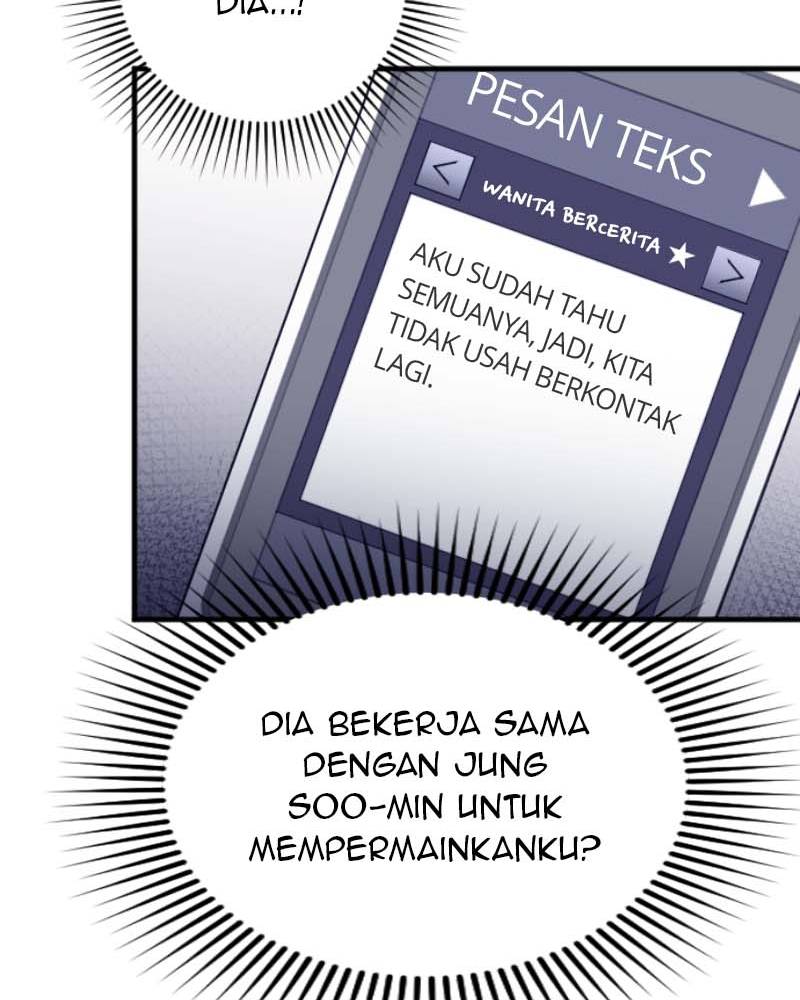 DIA...!
PESAN TEKS
<
WANITA BERCERITA ★
>
AKU SUDAH TAHU
SEMUANYA, JADI, KITA
TIDAK USAH BERKONTAK
LAGI.
DIA BEKERJA SAMA
DENGAN JUNG
SOO-MIN UNTUK
MEMPERMAINKANKU?